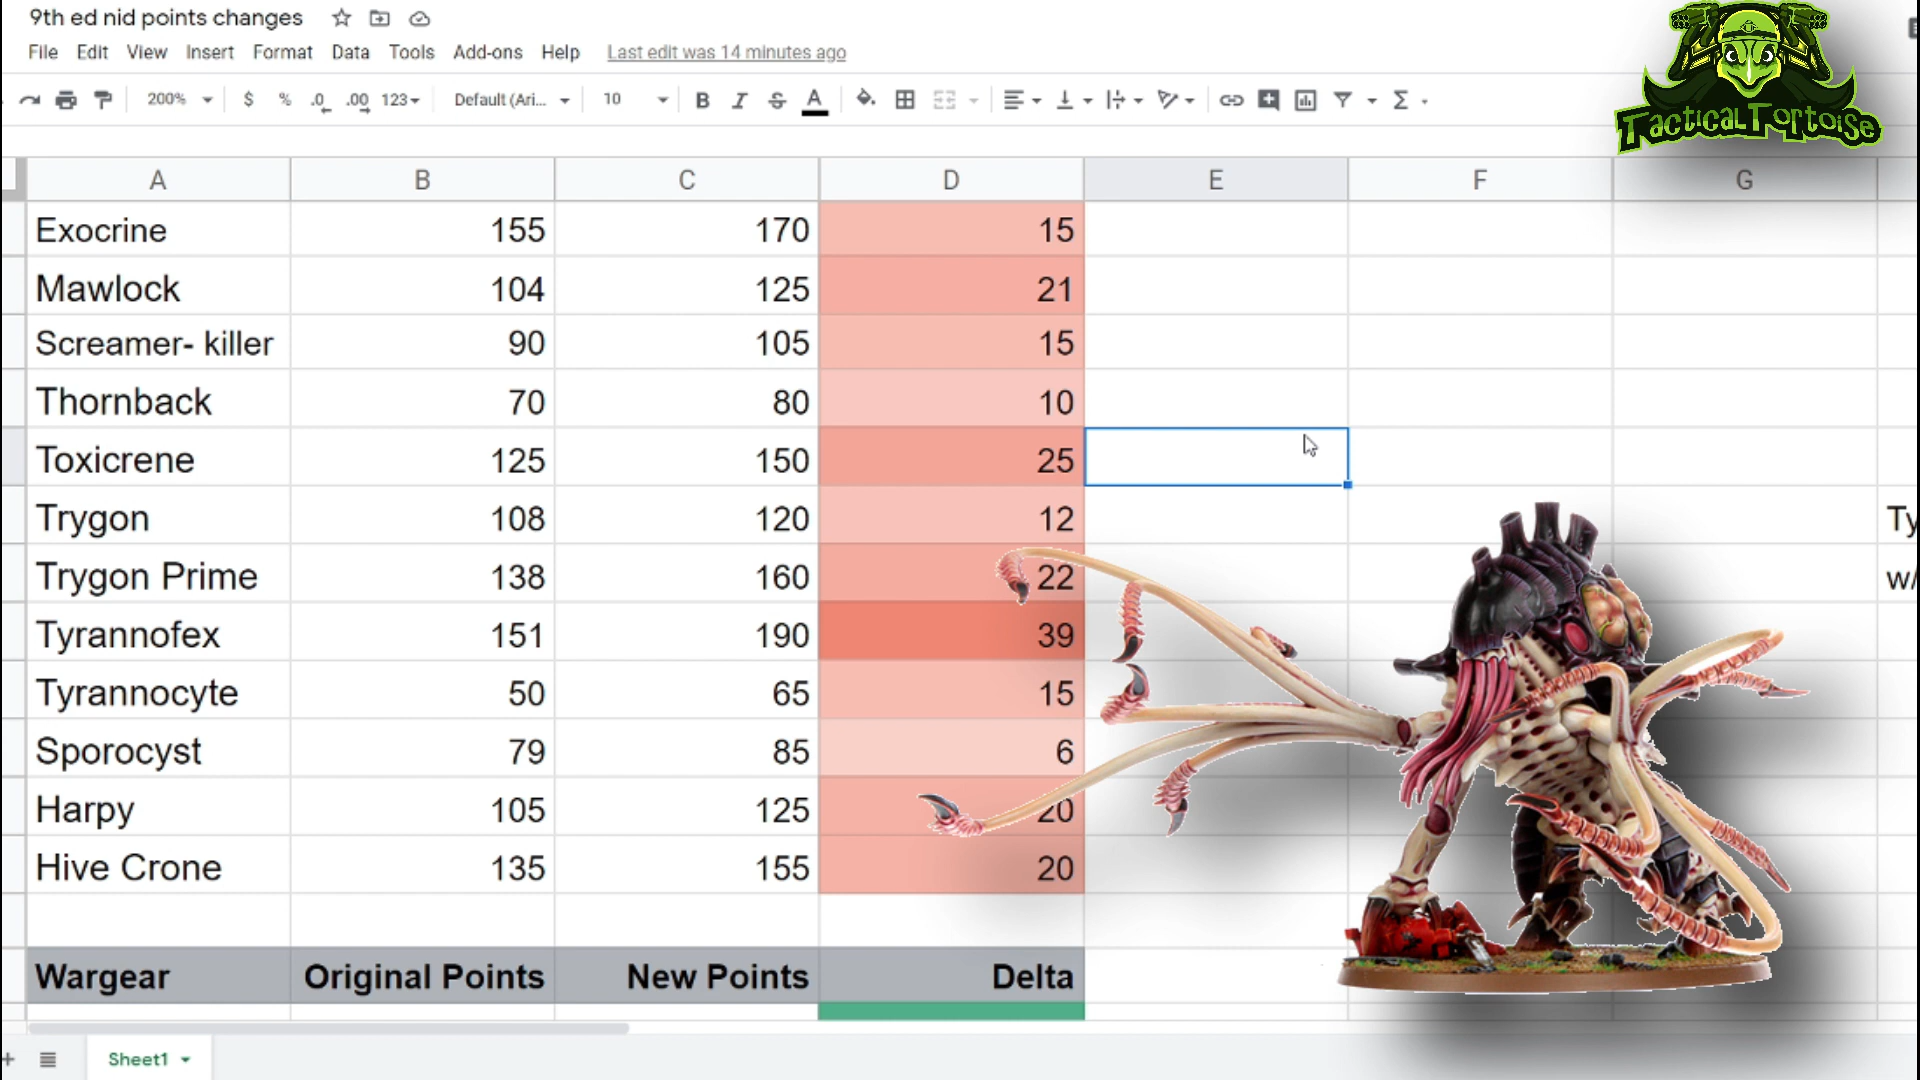 9th ed nid points changes
File Edit View Insert Format Data Tools Add-ons Help Last edit was 14 minutes ago
200% $ % .0 .00 123 Default (Ari... 10 B I S A Σ
TacticalTortoise
A B C D E F G
Exocrine 155 170 15
Mawlock 104 125 21
Screamer- killer 90 105 15
Thornback 70 80 10
Toxicrene 125 150 25
Trygon 108 120 12 Ty
Trygon Prime 138 160 22 w/
Tyrannofex 151 190 39
Tyrannocyte 50 65 15
Sporocyst 79 85 6
Harpy 105 125 20
Hive Crone 135 155 20
Wargear Original Points New Points Delta
Sheet1